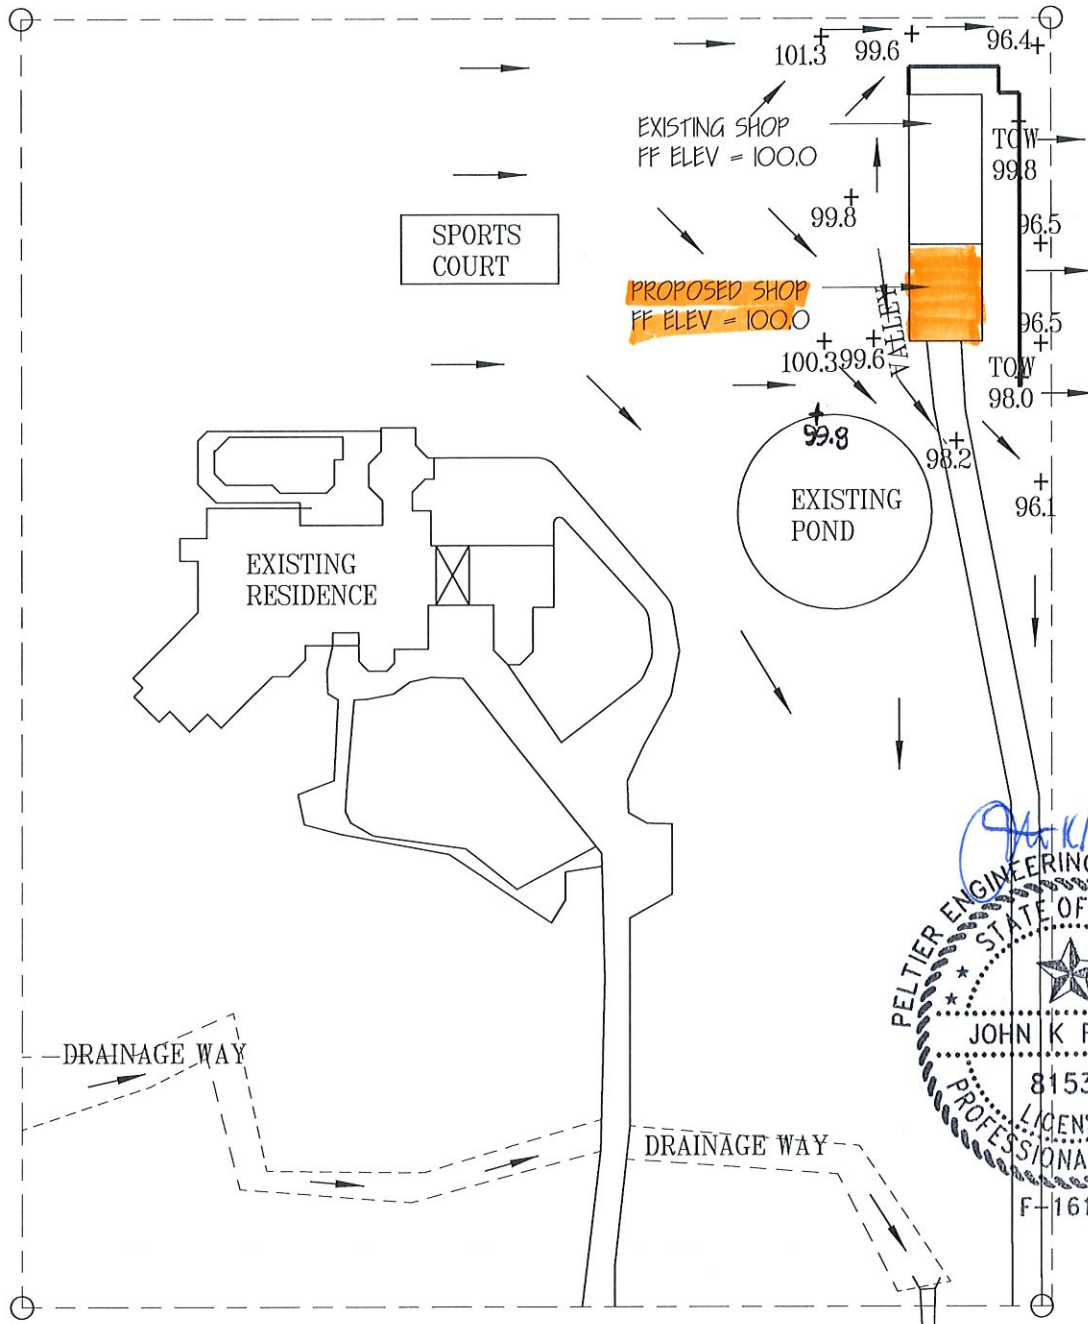 101.3
99.6
96.4
EXISTING SHOP
FF ELEV = 100.0
TOW
99.8
99.8
96.5
SPORTS
COURT
PROPOSED SHOP
FF ELEV = 100.0
VALLEY
96.5
100.3
99.6
TOW
98.0
99.8
98.2
96.1
EXISTING
POND
EXISTING
RESIDENCE
PELTIER ENGINEERING
STATE OF
JOHN K
8153
PROFESSIONAL
F-161
DRAINAGE WAY
DRAINAGE WAY